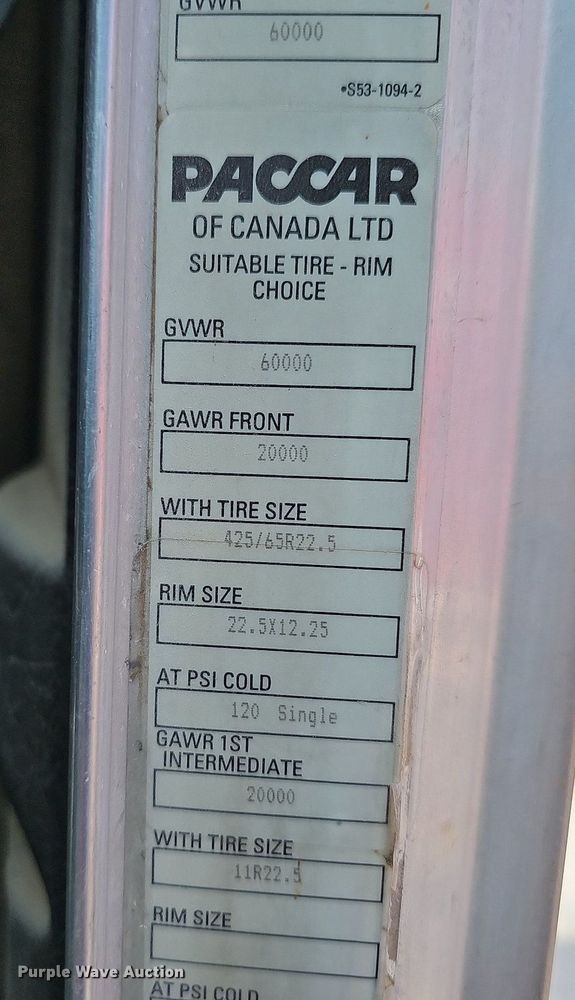 GVWR
60000
•S53-1094-2
PACCAR
OF CANADA LTD
SUITABLE TIRE - RIM
CHOICE
GVWR
60000
GAWR FRONT
20000
WITH TIRE SIZE
425/65R22.5
RIM SIZE
22.5X12.25
AT PSI COLD
120 Single
GAWR 1ST
INTERMEDIATE
20000
WITH TIRE SIZE
11R22.5
RIM SIZE
AT PSI COLD
Purple Wave Auction